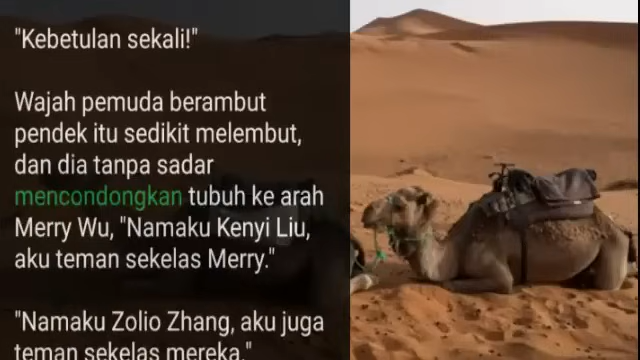 "Kebetulan sekali!"
Wajah pemuda berambut
pendek itu sedikit melembut,
dan dia tanpa sadar
mencondongkan tubuh ke arah
Merry Wu, "Namaku Kenyi Liu,
aku teman sekelas Merry."
"Namaku Zolio Zhang, aku juga
teman sekelas mereka."